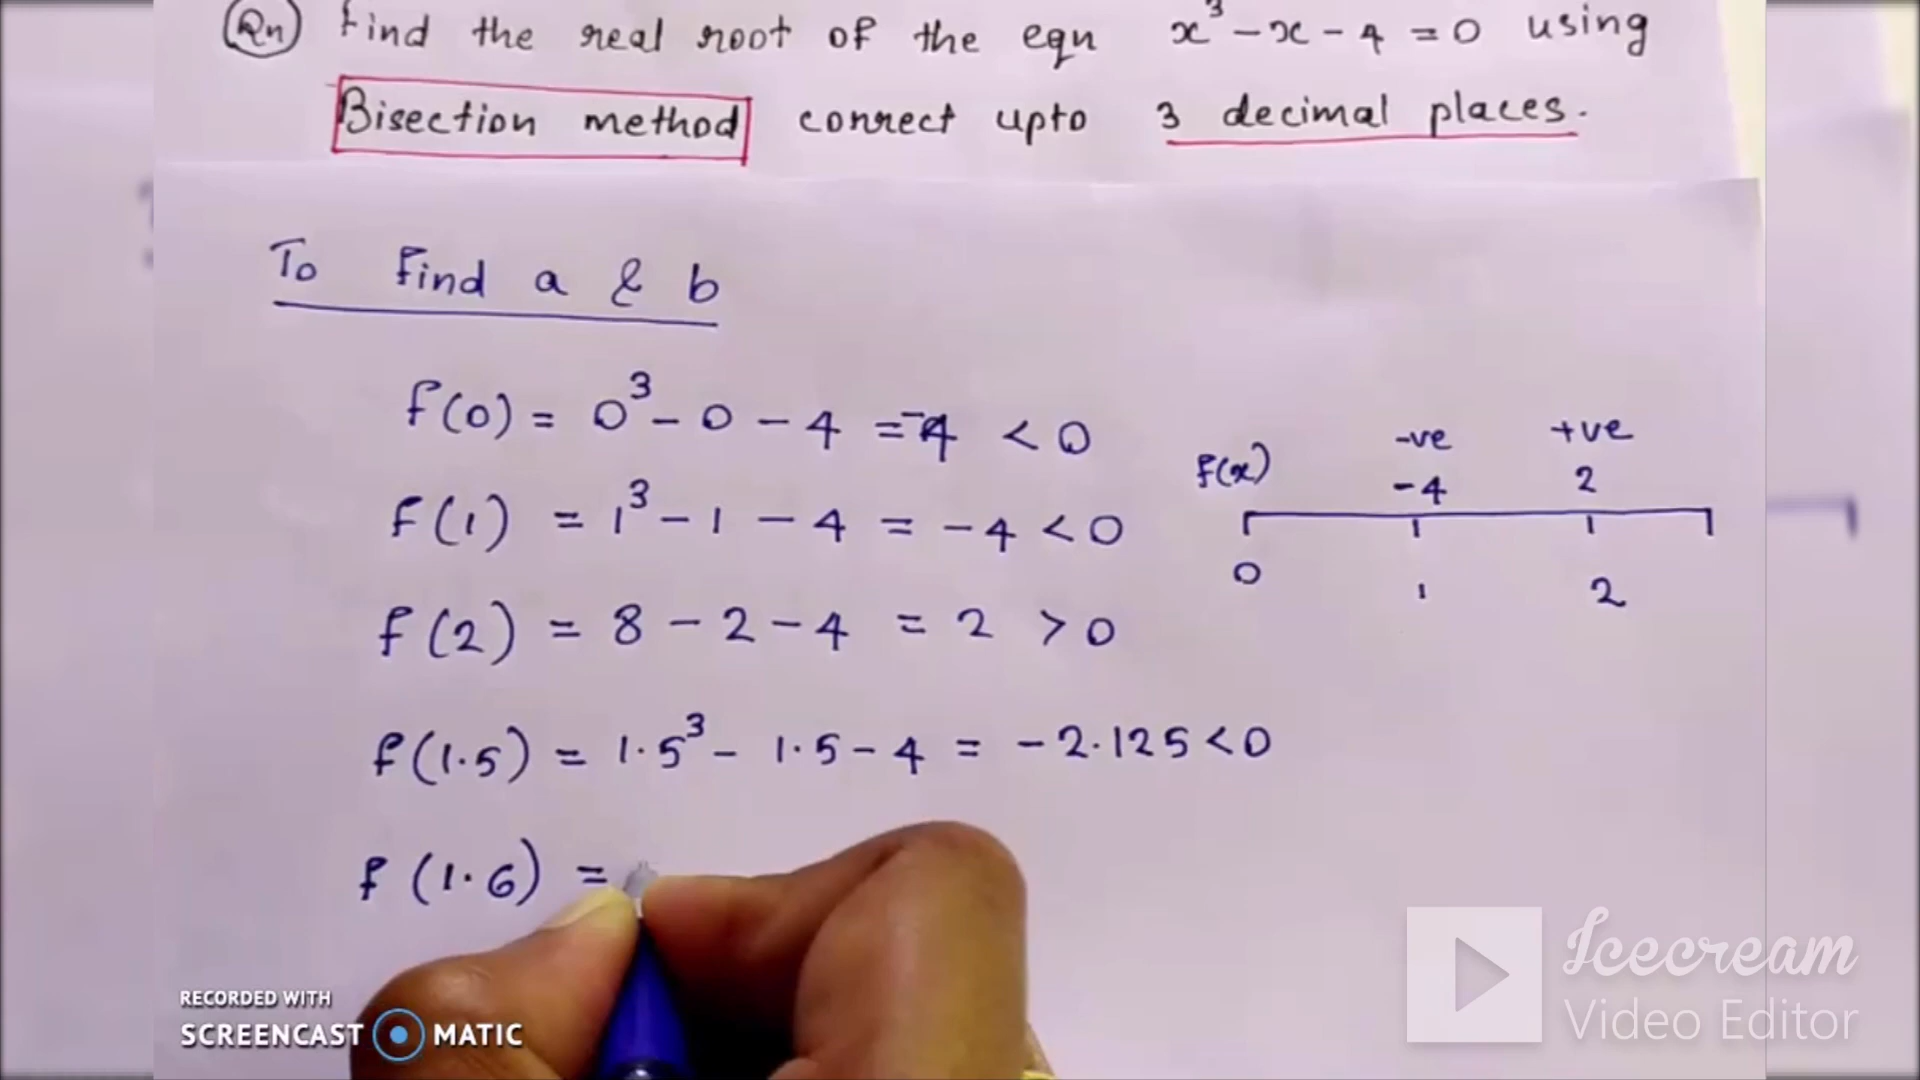 Qn Find the real root of the eqn x³ - x - 4 = 0 using
Bisection method correct upto 3 decimal places.
To Find a & b
f(0) = 0³ - 0 - 4 = -4 < 0
f(1) = 1³ - 1 - 4 = -4 < 0
f(2) = 8 - 2 - 4 = 2 > 0
f(1.5) = 1.5³ - 1.5 - 4 = -2.125 < 0
f(1.6) =
-ve +ve
f(x) -4 2
0 1 2
RECORDED WITH
SCREENCAST MATIC
Icecream
Video Editor